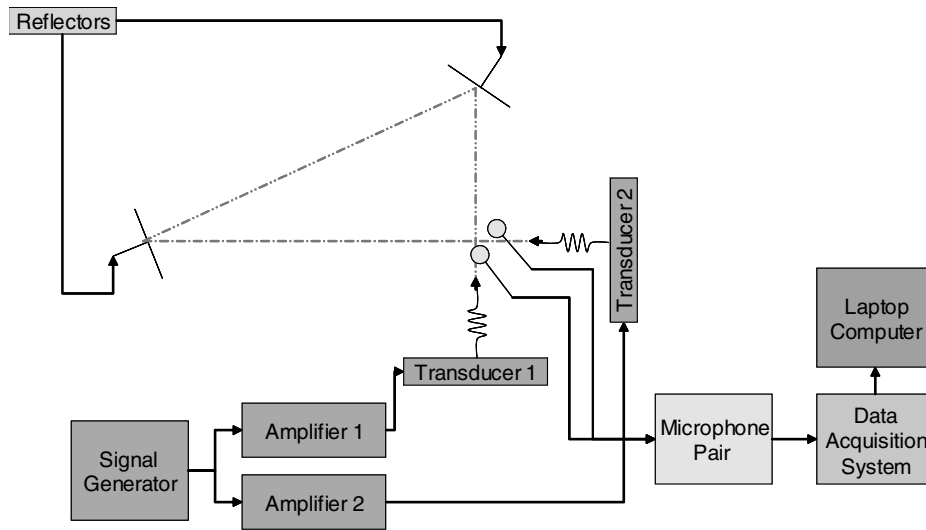 Reflectors
Transducer 2
Laptop
Computer
Transducer 1
Amplifier 1
Signal
Generator
Amplifier 2
Microphone
Pair
Data
Acquisition
System